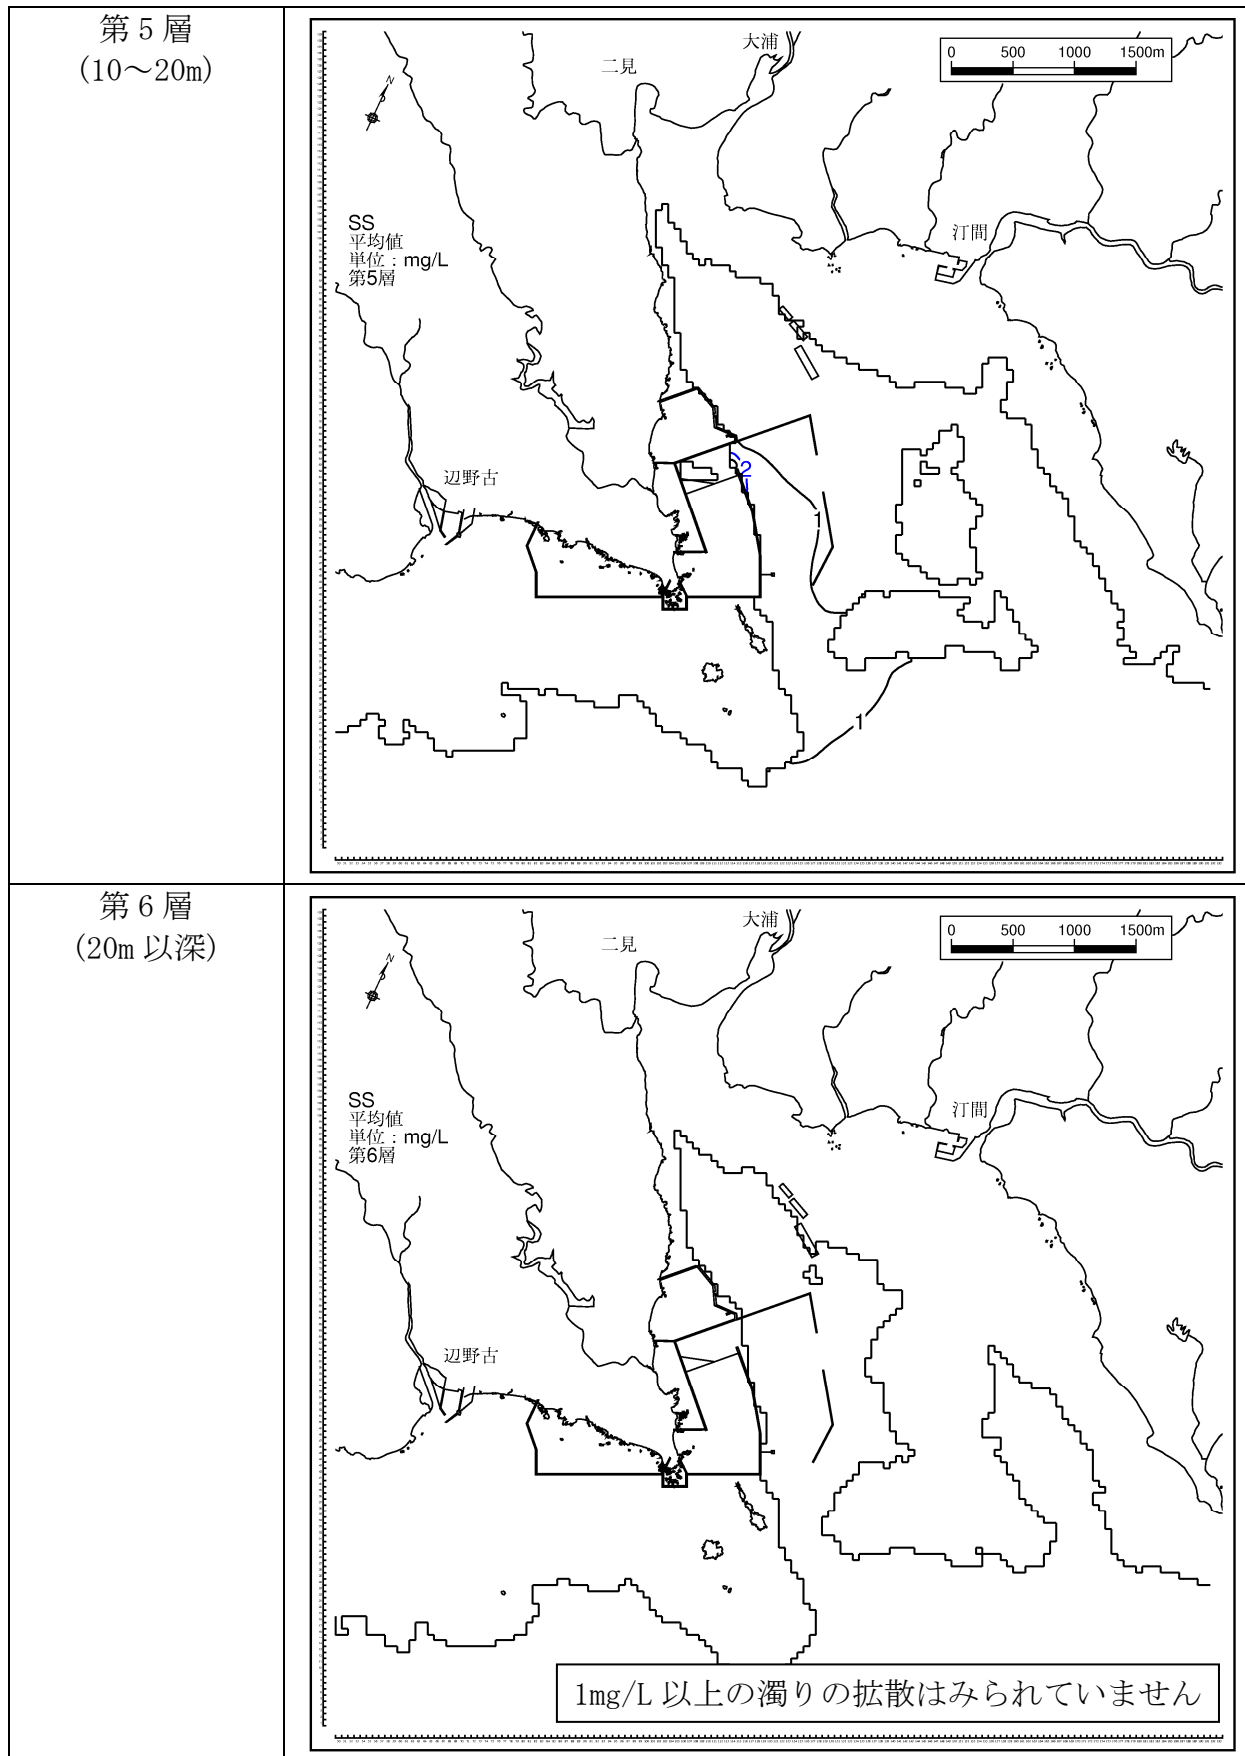 第5層
(10～20m)
大浦
二見
0 500 1000 1500m
N
SS
平均値
単位：mg/L
第5層
汀間
辺野古
2
1
1
第6層
(20m以深)
大浦
二見
0 500 1000 1500m
N
SS
平均値
単位：mg/L
第6層
汀間
辺野古
1mg/L以上の濁りの拡散はみられていません